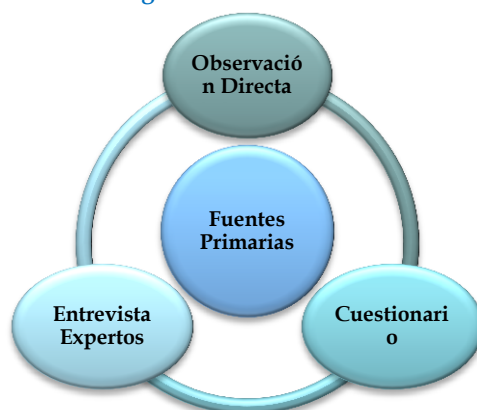 Observació
n Directa
Fuentes
Primarias
Entrevista
Expertos
Cuestionari
o